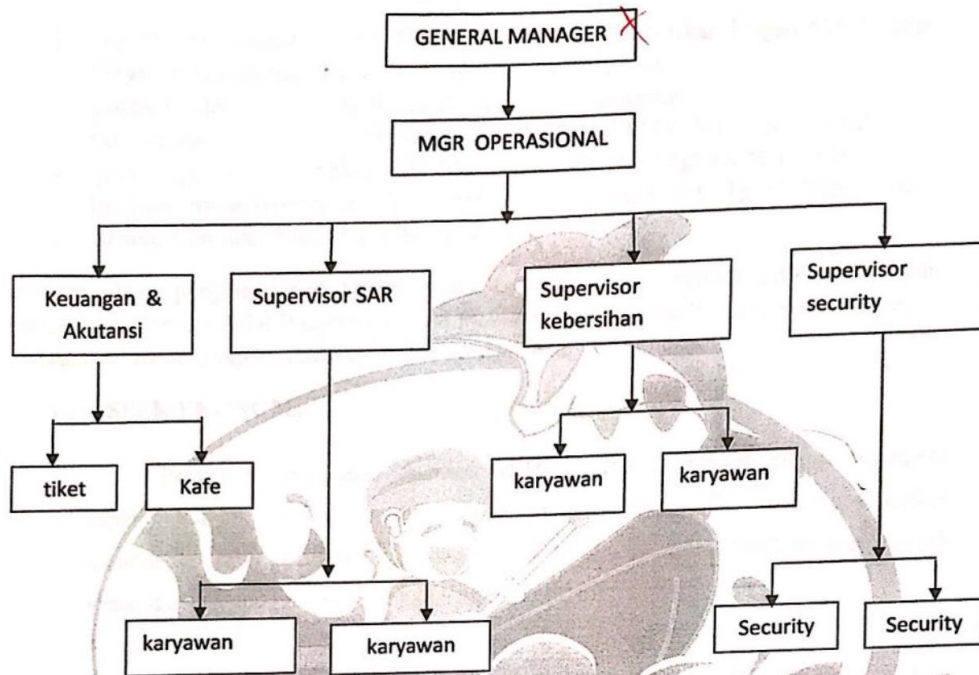 GENERAL MANAGER
MGR OPERASIONAL
Keuangan &
Akutansi
Supervisor SAR
Supervisor
kebersihan
Supervisor
security
tiket
Kafe
karyawan
karyawan
karyawan
karyawan
Security
Security